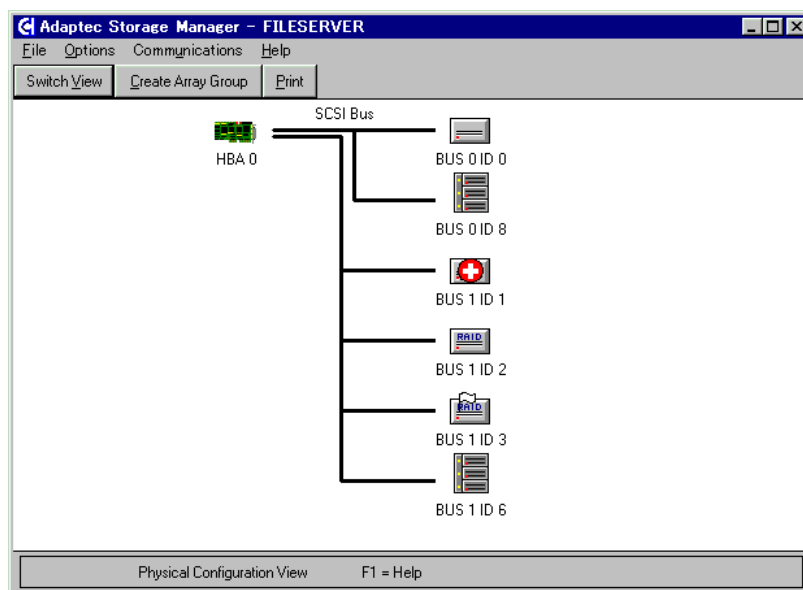 Adaptec Storage Manager - FILESERVER
File Options Communications Help
Switch View Create Array Group Print
SCSI Bus
HBA 0
BUS 0 ID 0
BUS 0 ID 8
BUS 1 ID 1
RAID
BUS 1 ID 2
RAID
BUS 1 ID 3
BUS 1 ID 6
Physical Configuration View F1 = Help